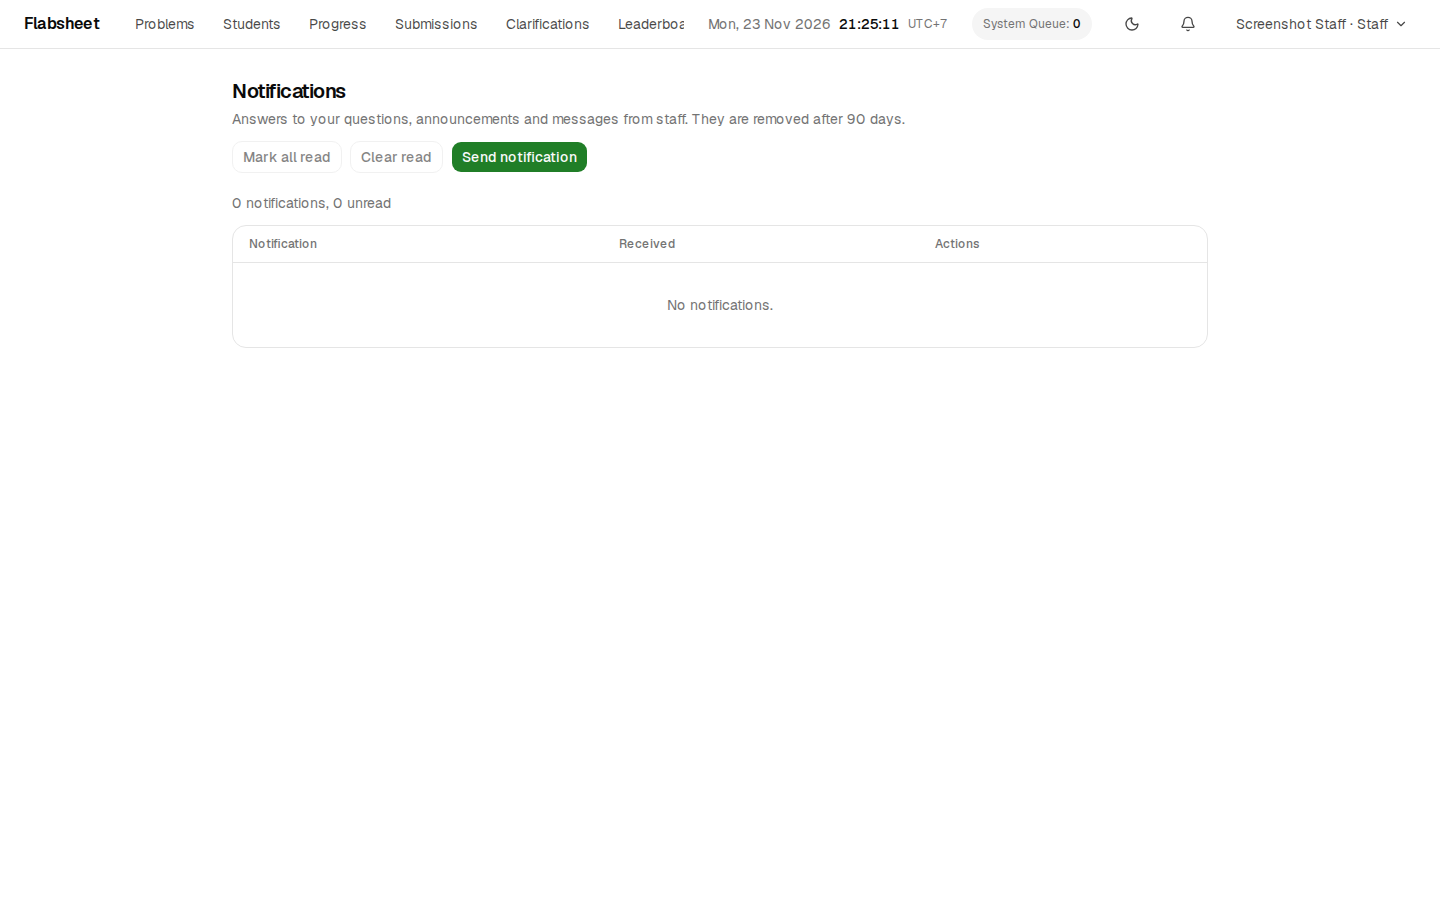 Flabsheet Problems Students Progress Submissions Clarifications Leaderboa Mon, 23 Nov 2026 21:25:11 UTC+7 System Queue: 0 Screenshot Staff · Staff
Notifications
Answers to your questions, announcements and messages from staff. They are removed after 90 days.
Mark all read Clear read Send notification
0 notifications, 0 unread
Notification Received Actions
No notifications.